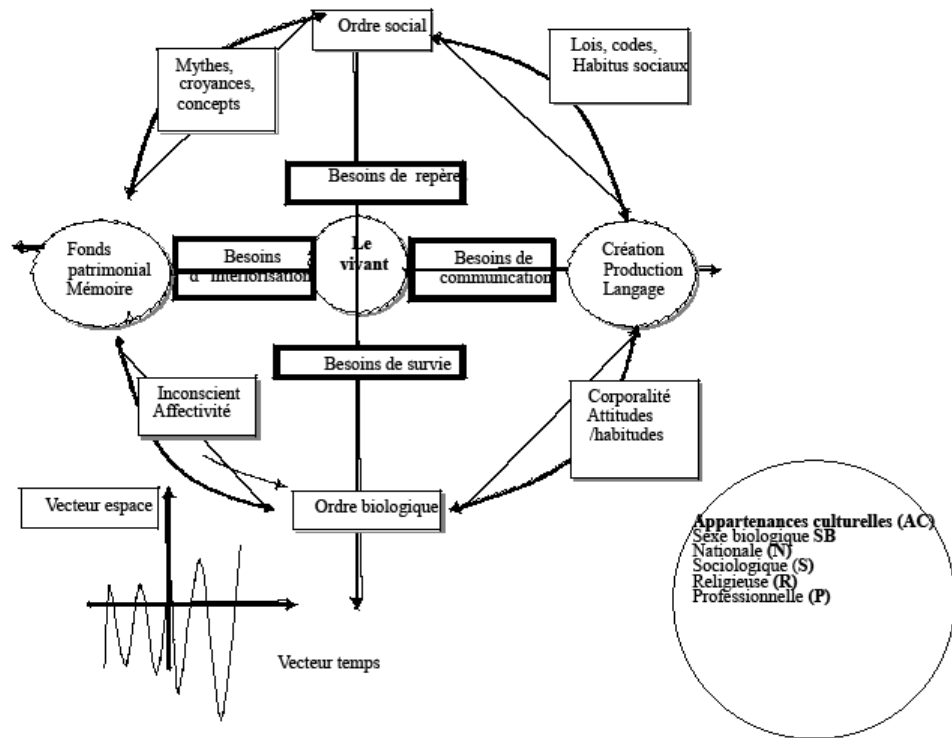 Ordre social
Mythes,
croyances,
concepts
Lois, codes,
Habitus sociaux
Besoins de repère
Fonds
patrimonial
Mémoire
Besoins
d' intériorisation
Le
vivant
Besoins de
communication
Création
Production
Langage
Besoins de survie
Inconscient
Affectivité
Corporalité
Attitudes
/habitudes
Vecteur espace
Ordre biologique
Appartenances culturelles (AC)
Sexe biologique SB
Nationale (N)
Sociologique (S)
Religieuse (R)
Professionnelle (P)
Vecteur temps